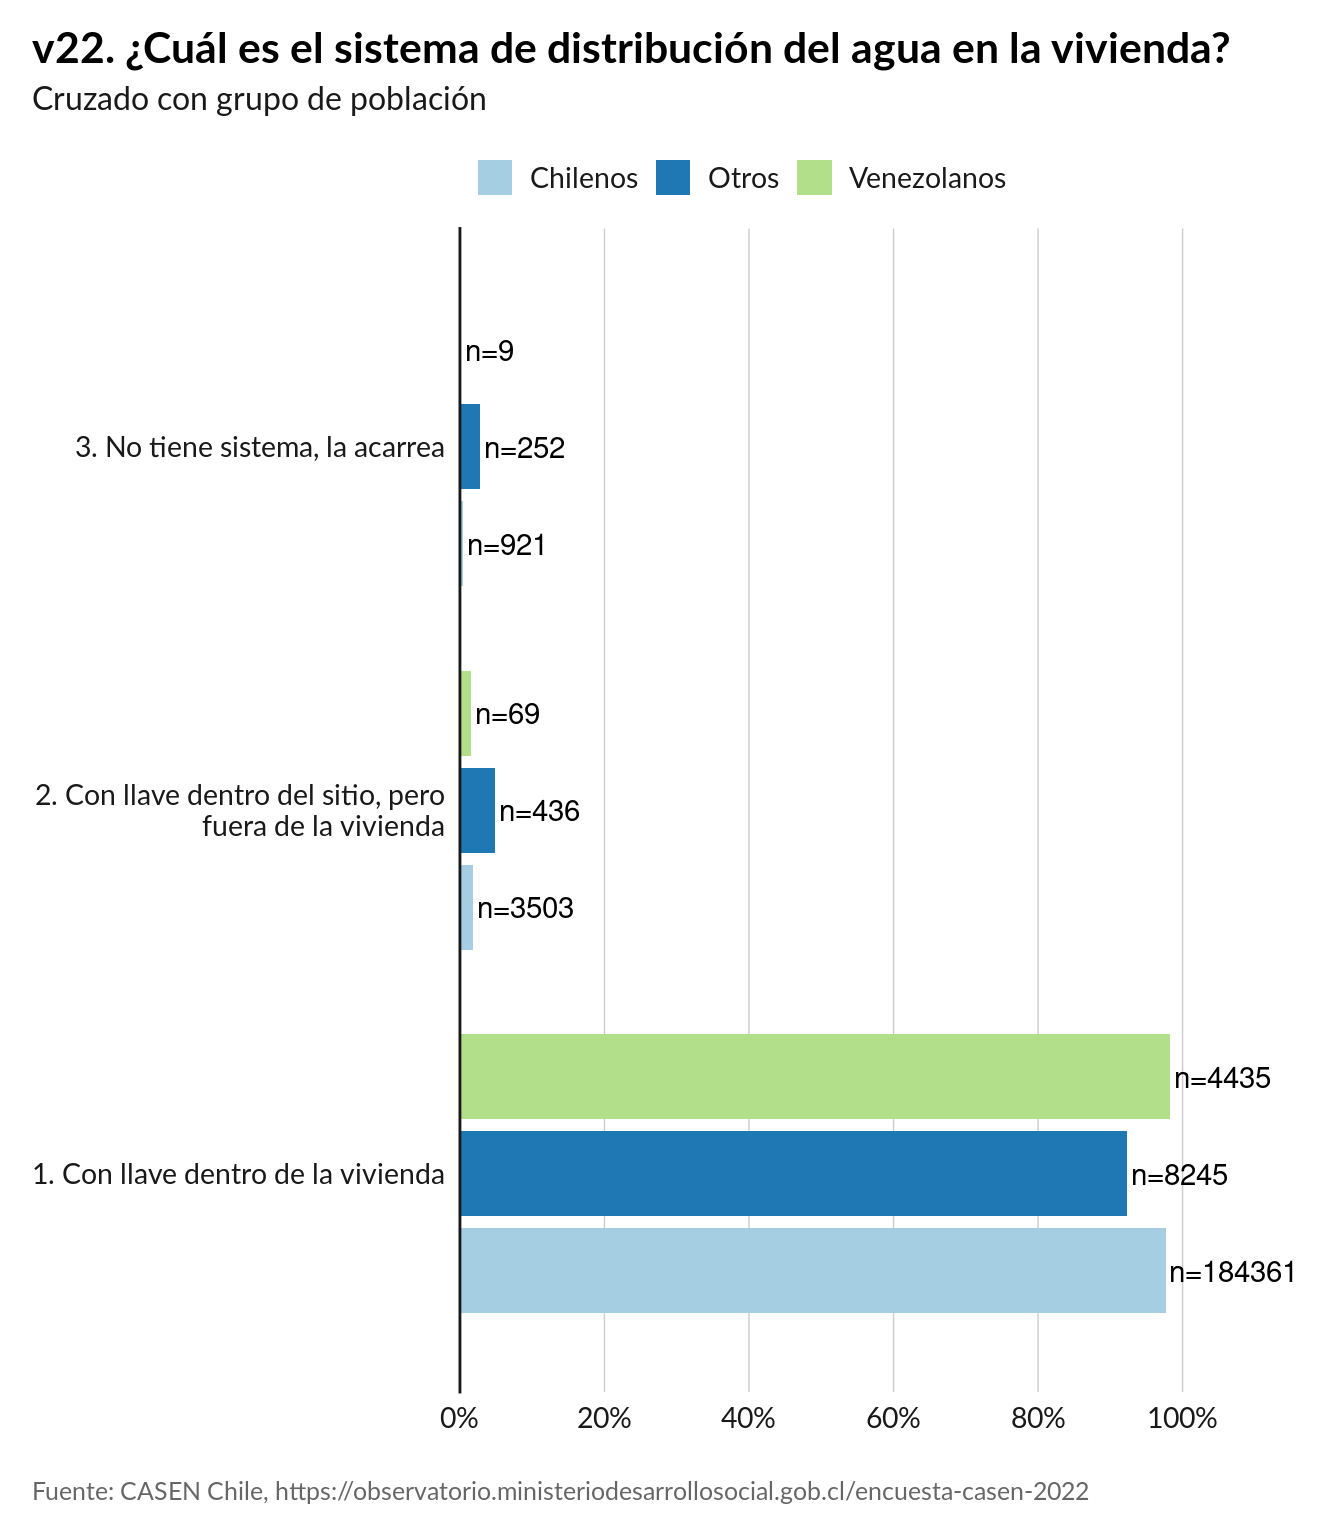 v22. ¿Cuál es el sistema de distribución del agua en la vivienda?
Cruzado con grupo de población
Chilenos Otros Venezolanos
n=9
3. No tiene sistema, la acarrea
n=252
n=921
n=69
2. Con llave dentro del sitio, pero
fuera de la vivienda
n=436
n=3503
n=4435
1. Con llave dentro de la vivienda
n=8245
n=184361
0% 20% 40% 60% 80% 100%
Fuente: CASEN Chile, https://observatorio.ministeriodesarrollosocial.gob.cl/encuesta-casen-2022